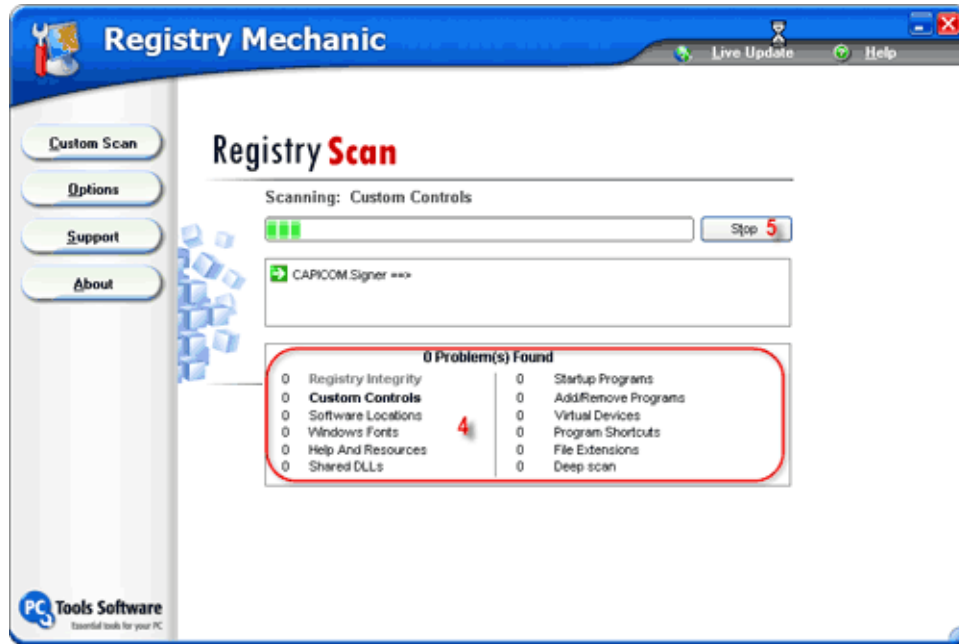 Registry Mechanic
Live Update
Help
Custom Scan
Options
Support
About
Registry Scan
Scanning: Custom Controls
Stop 5
CAPICOM.Signer ==>
0 Problem(s) Found
0 Registry Integrity
0 Custom Controls
0 Software Locations
0 Windows Fonts
0 Help And Resources
0 Shared DLLs
4
0 Startup Programs
0 Add/Remove Programs
0 Virtual Devices
0 Program Shortcuts
0 File Extensions
0 Deep scan
PC Tools Software
Essential tools for your PC